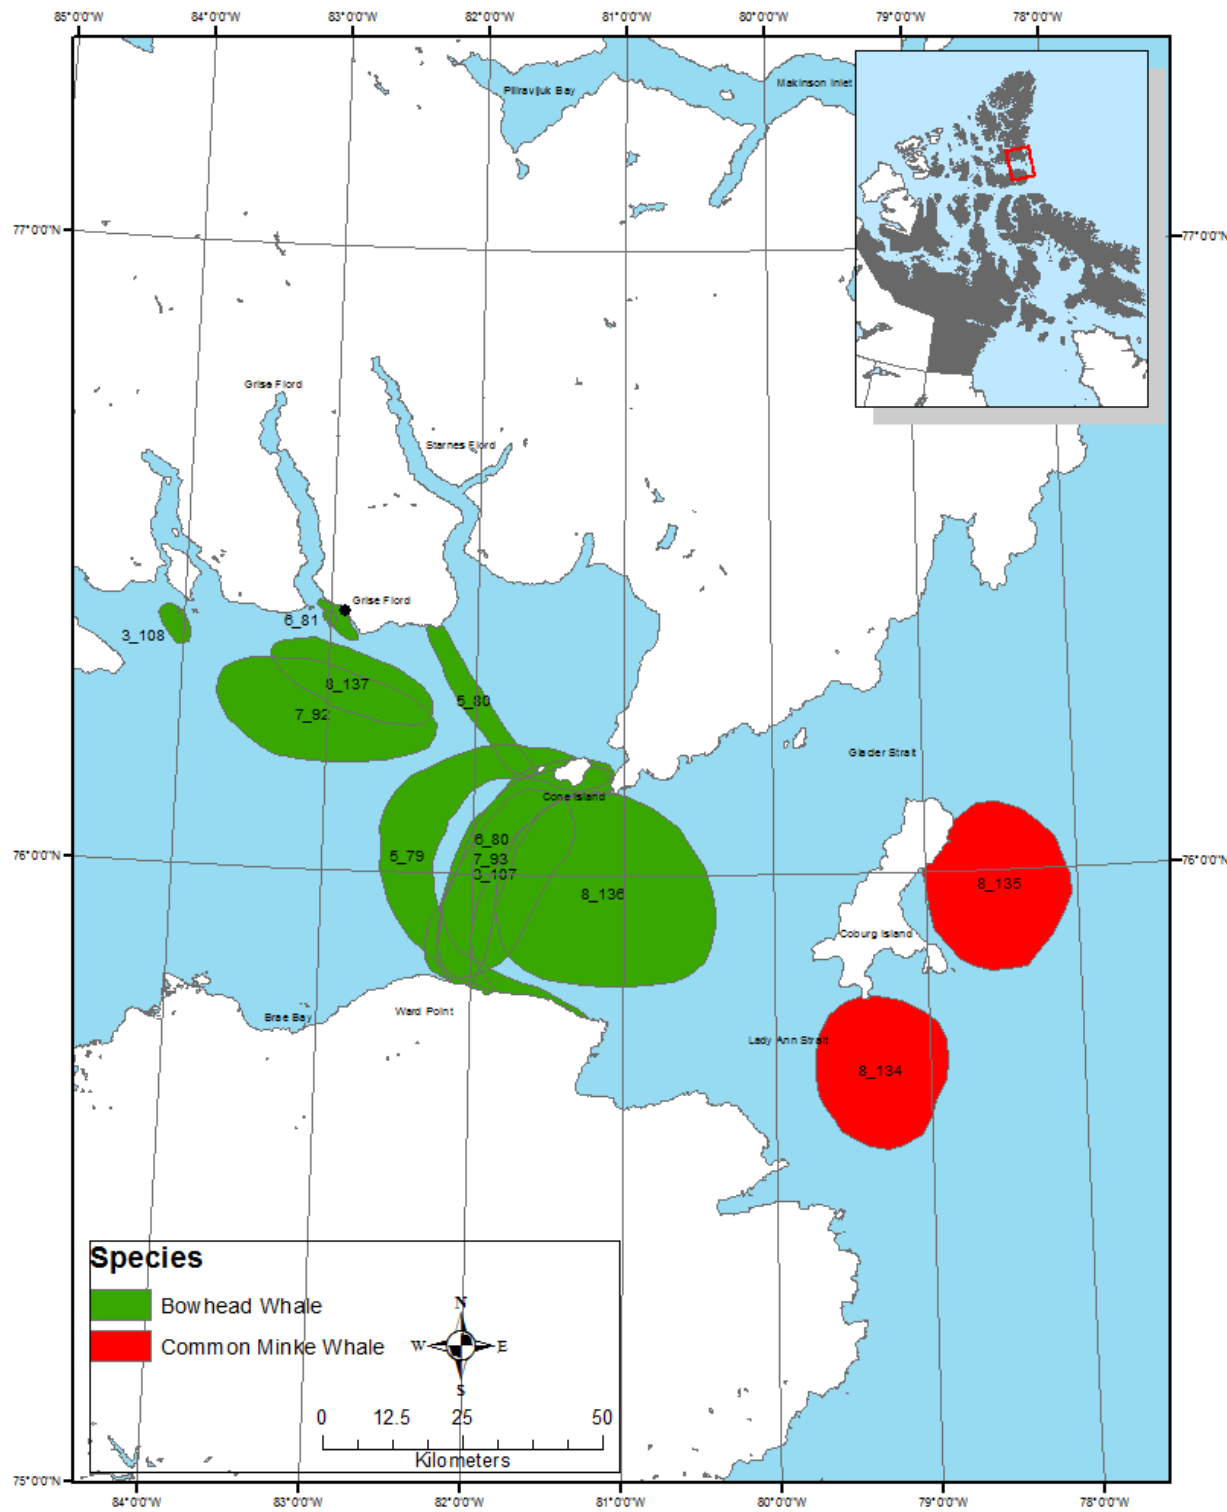 85°0'0"W 84°0'0"W 83°0'0"W 82°0'0"W 81°0'0"W 80°0'0"W 79°0'0"W 78°0'0"W
Makinson Inlet
77°0'0"N 77°0'0"N
Grise Fiord
Starnes Fiord
Grise Fiord
6_81
3_108
8_137
5_80
7_92
Glacier Strait
Cone Island
6_80
5_79
7_93
3_107
76°0'0"N 76°0'0"N
8_135
8_136
Coburg Island
Ward Point
Brae Bay
Lady Ann Strait
8_134
Species
Bowhead Whale
Common Minke Whale
N
W E
S
0 12.5 25 50
Kilometers
75°0'0"N 75°0'0"N
84°0'0"W 83°0'0"W 82°0'0"W 81°0'0"W 80°0'0"W 79°0'0"W 78°0'0"W